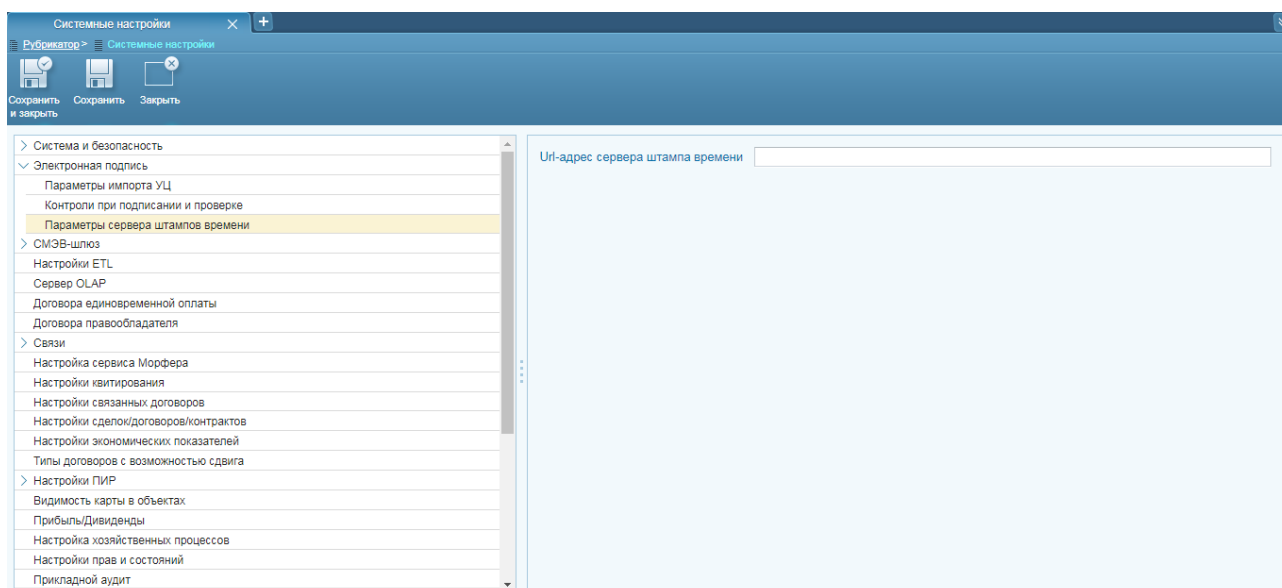 Системные настройки
Рубрикатор > Системные настройки
Сохранить и закрыть
Сохранить
Закрыть
Система и безопасность
Электронная подпись
Параметры импорта УЦ
Контроли при подписании и проверке
Параметры сервера штампов времени
СМЭВ-шлюз
Настройки ETL
Сервер OLAP
Договора единовременной оплаты
Договора правообладателя
Связи
Настройка сервиса Морфера
Настройки квитирования
Настройки связанных договоров
Настройки сделок/договоров/контрактов
Настройки экономических показателей
Типы договоров с возможностью сдвига
Настройки ПИР
Видимость карты в объектах
Прибыль/Дивиденды
Настройка хозяйственных процессов
Настройки прав и состояний
Прикладной аудит
Url-адрес сервера штампа времени